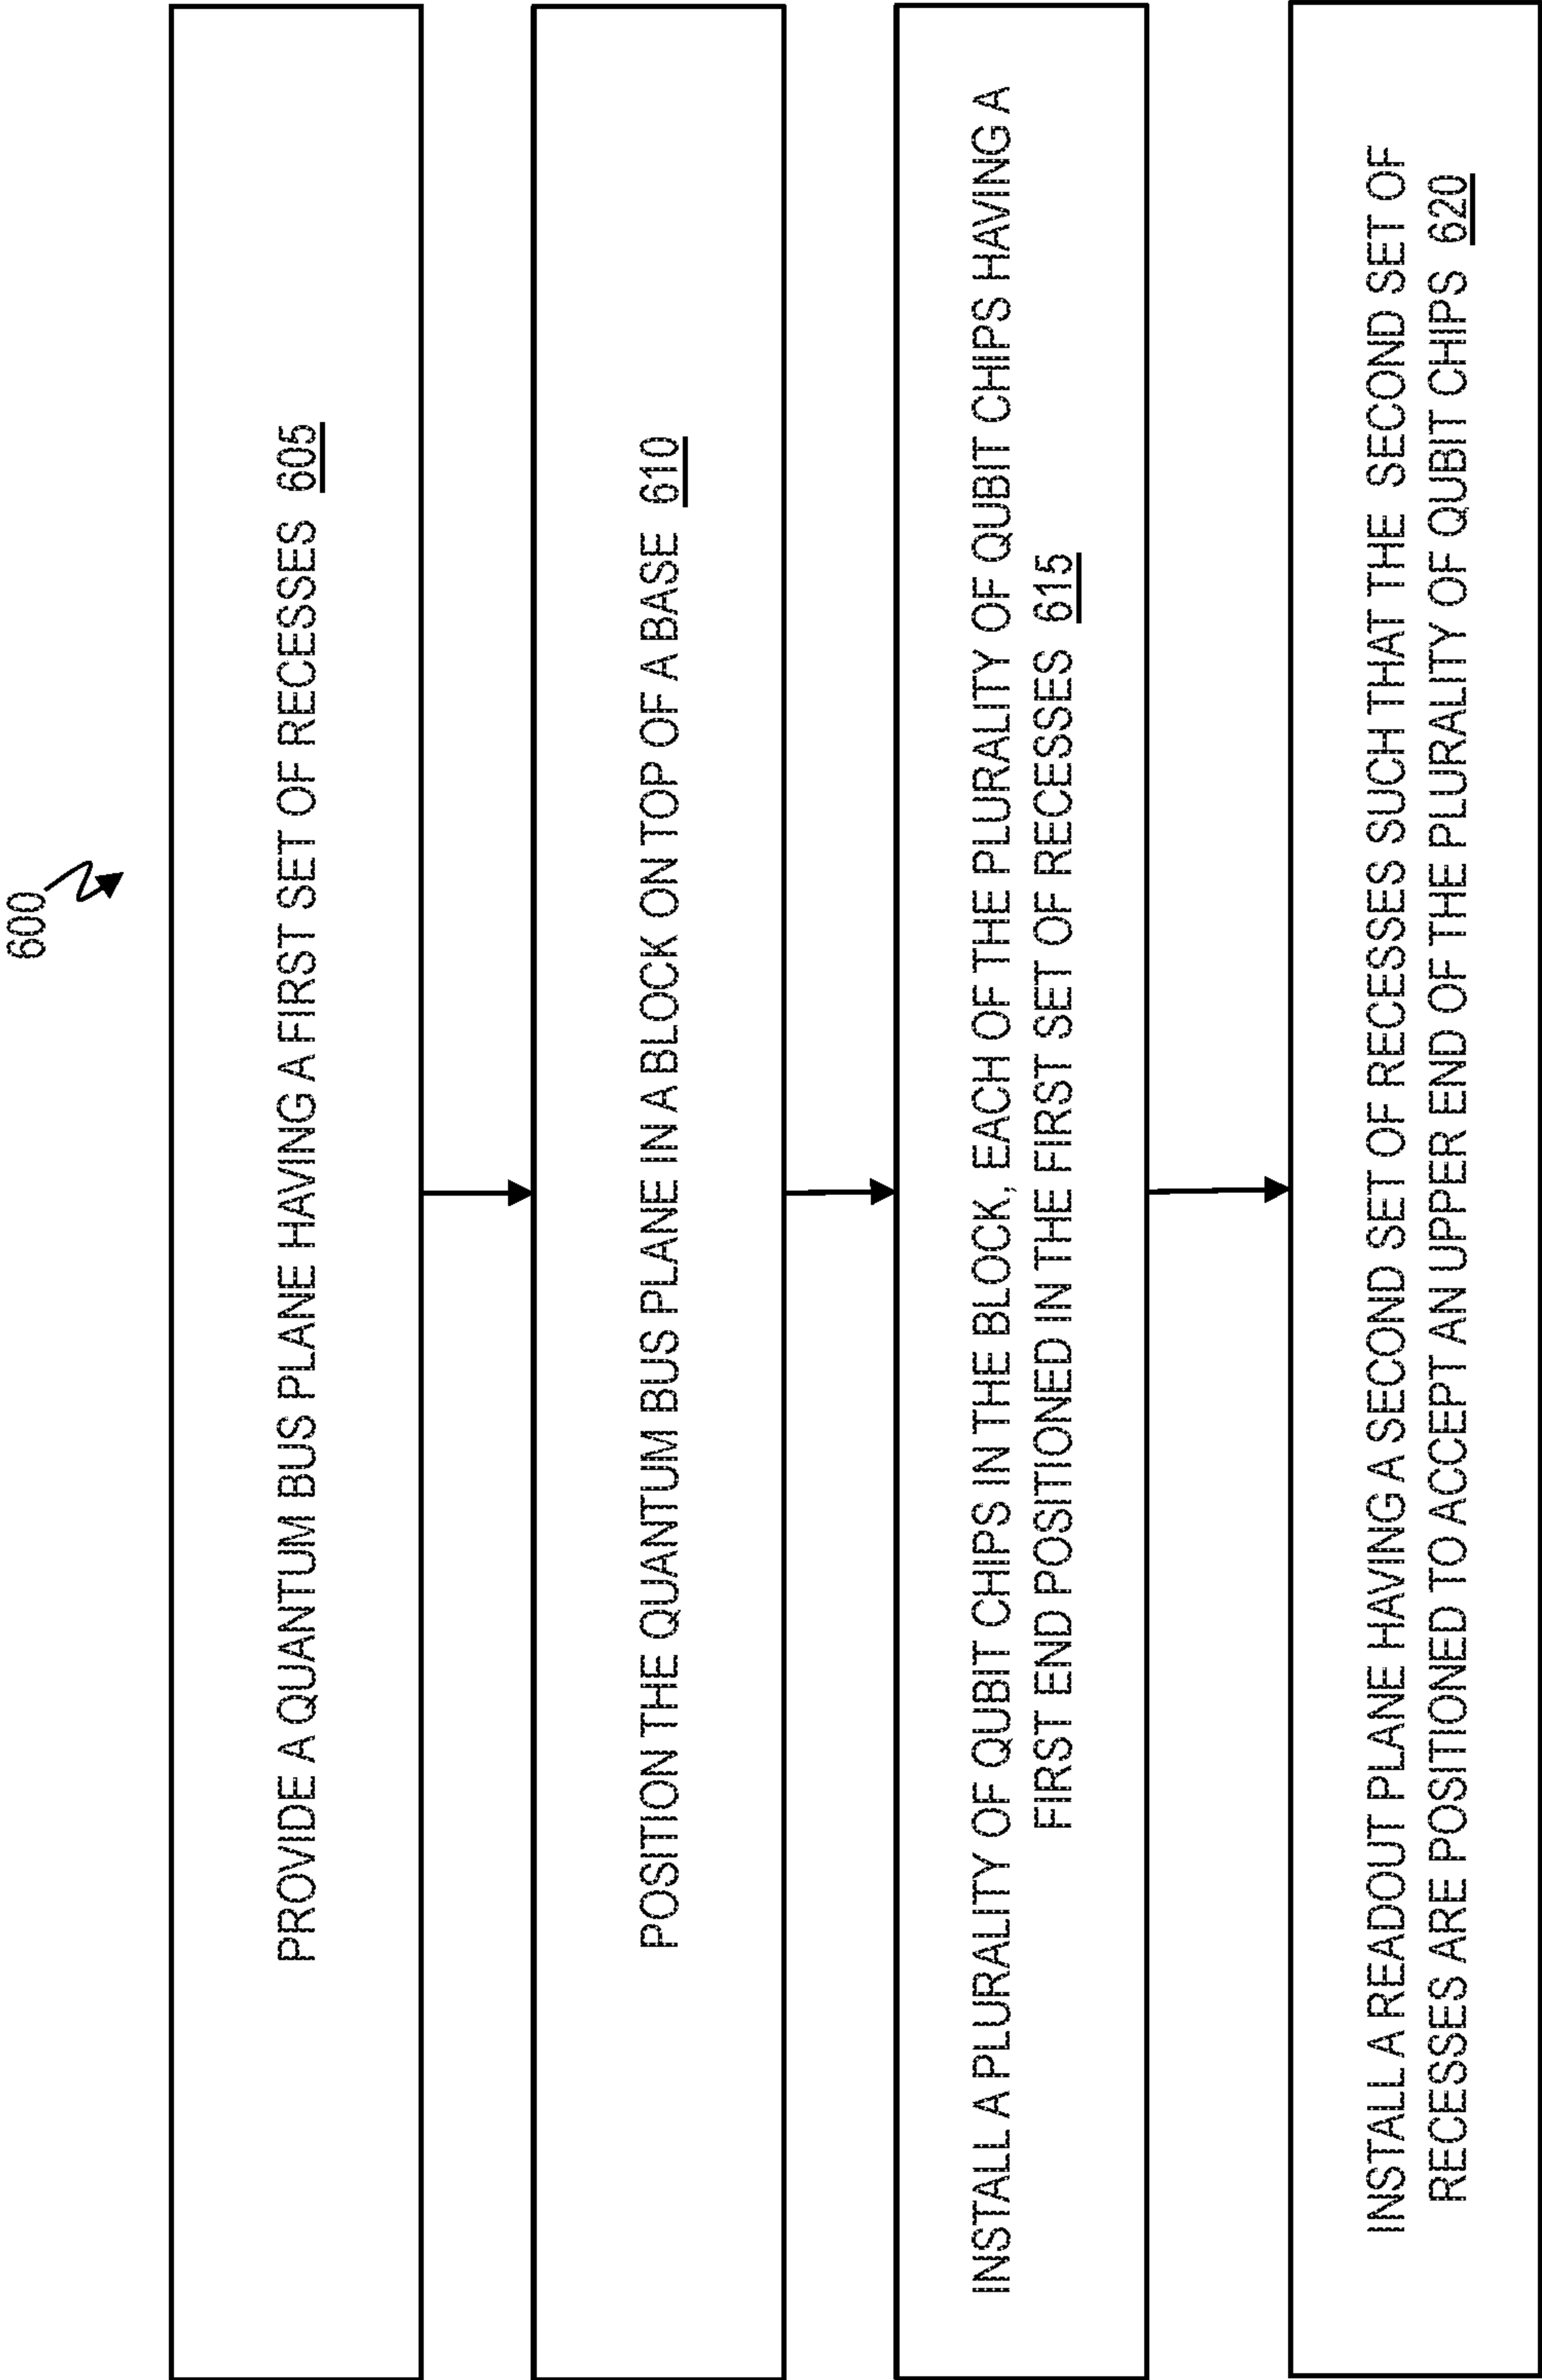 600
PROVIDE A QUANTUM BUS PLANE HAVING A FIRST SET OF RECESSES 605
POSITION THE QUANTUM BUS PLANE IN A BLOCK ON TOP OF A BASE 610
INSTALL A PLURALITY OF QUBIT CHIPS IN THE BLOCK, EACH OF THE PLURALITY OF QUBIT CHIPS HAVING A
FIRST END POSITIONED IN THE FIRST SET OF RECESSES 615
INSTALL A READOUT PLANE HAVING A SECOND SET OF RECESSES SUCH THAT THE SECOND SET OF
RECESSES ARE POSITIONED TO ACCEPT AN UPPER END OF THE PLURALITY OF QUBIT CHIPS 620